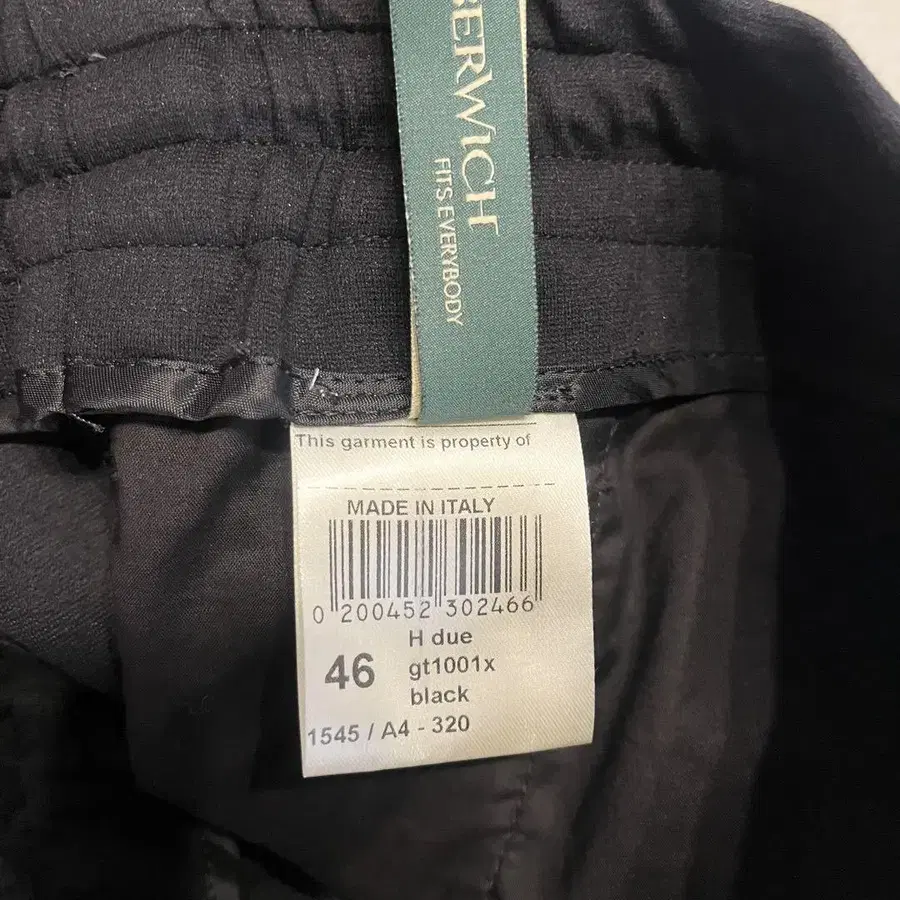 BERWICH
FITS EVERYBODY
This garment is property of
MADE IN ITALY
0 200452 302466
H due
46
gt1001x
black
1545 / A4 - 320